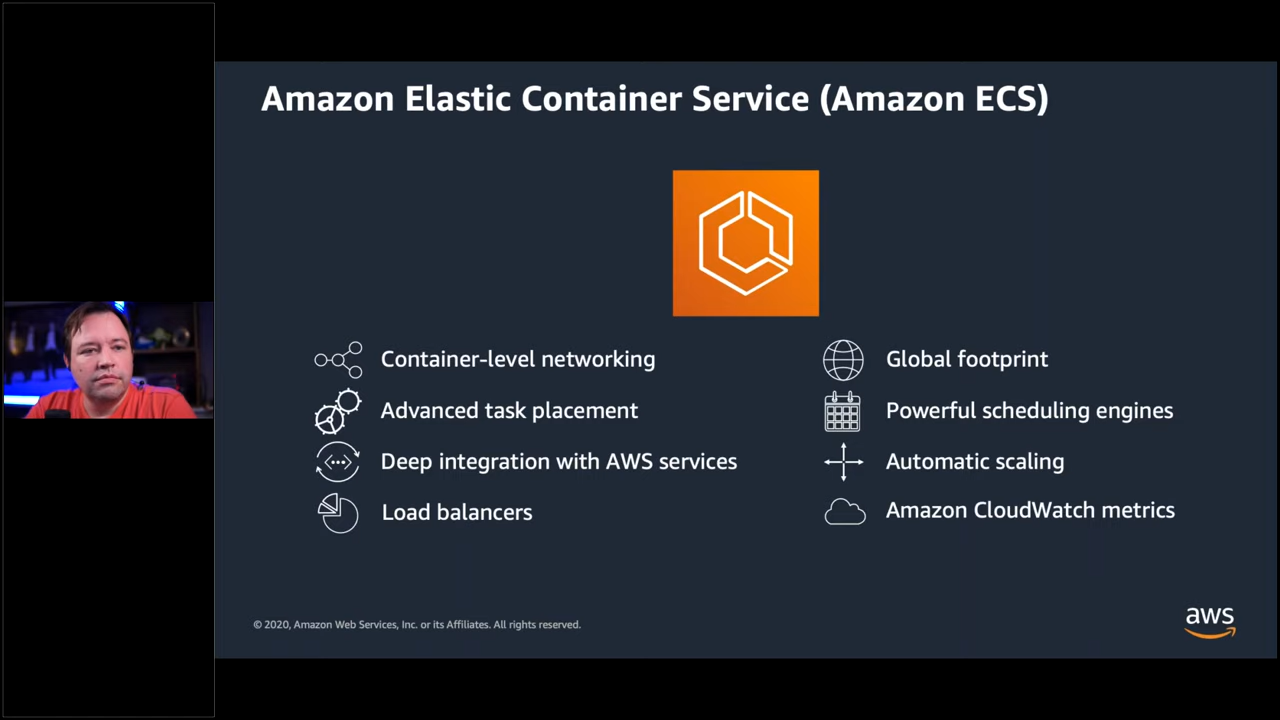 Amazon Elastic Container Service (Amazon ECS)
Container-level networking
Advanced task placement
Deep integration with AWS services
Load balancers
Global footprint
Powerful scheduling engines
Automatic scaling
Amazon CloudWatch metrics
© 2020, Amazon Web Services, Inc. or its Affiliates. All rights reserved.
aws